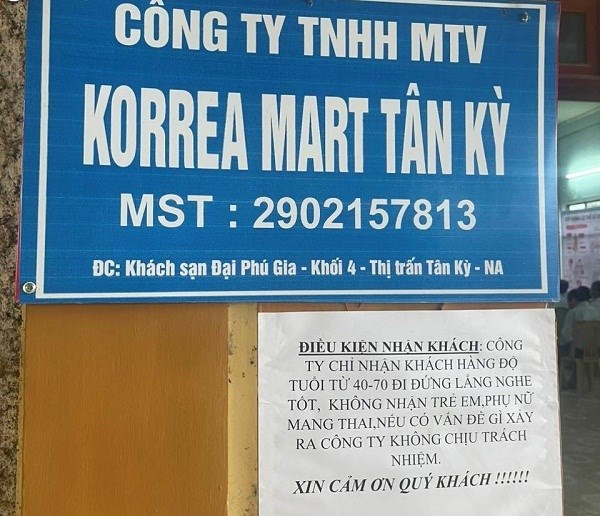 CÔNG TY TNHH MTV
KORREA MART TÂN KỲ
MST : 2902157813
ĐC: Khách sạn Đại Phú Gia - Khối 4 - Thị trấn Tân Kỳ - NA
ĐIỀU KIỆN NHẬN KHÁCH: CÔNG
TY CHỈ NHẬN KHÁCH HÀNG ĐỘ
TUỔI TỪ 40-70 ĐI ĐỨNG LẮNG NGHE
TỐT, KHÔNG NHẬN TRẺ EM,PHỤ NỮ
MANG THAI,NẾU CÓ VẤN ĐỀ GÌ XẢY
RA CÔNG TY KHÔNG CHỊU TRÁCH
NHIỆM.
XIN CẢM ƠN QUÝ KHÁCH !!!!!!